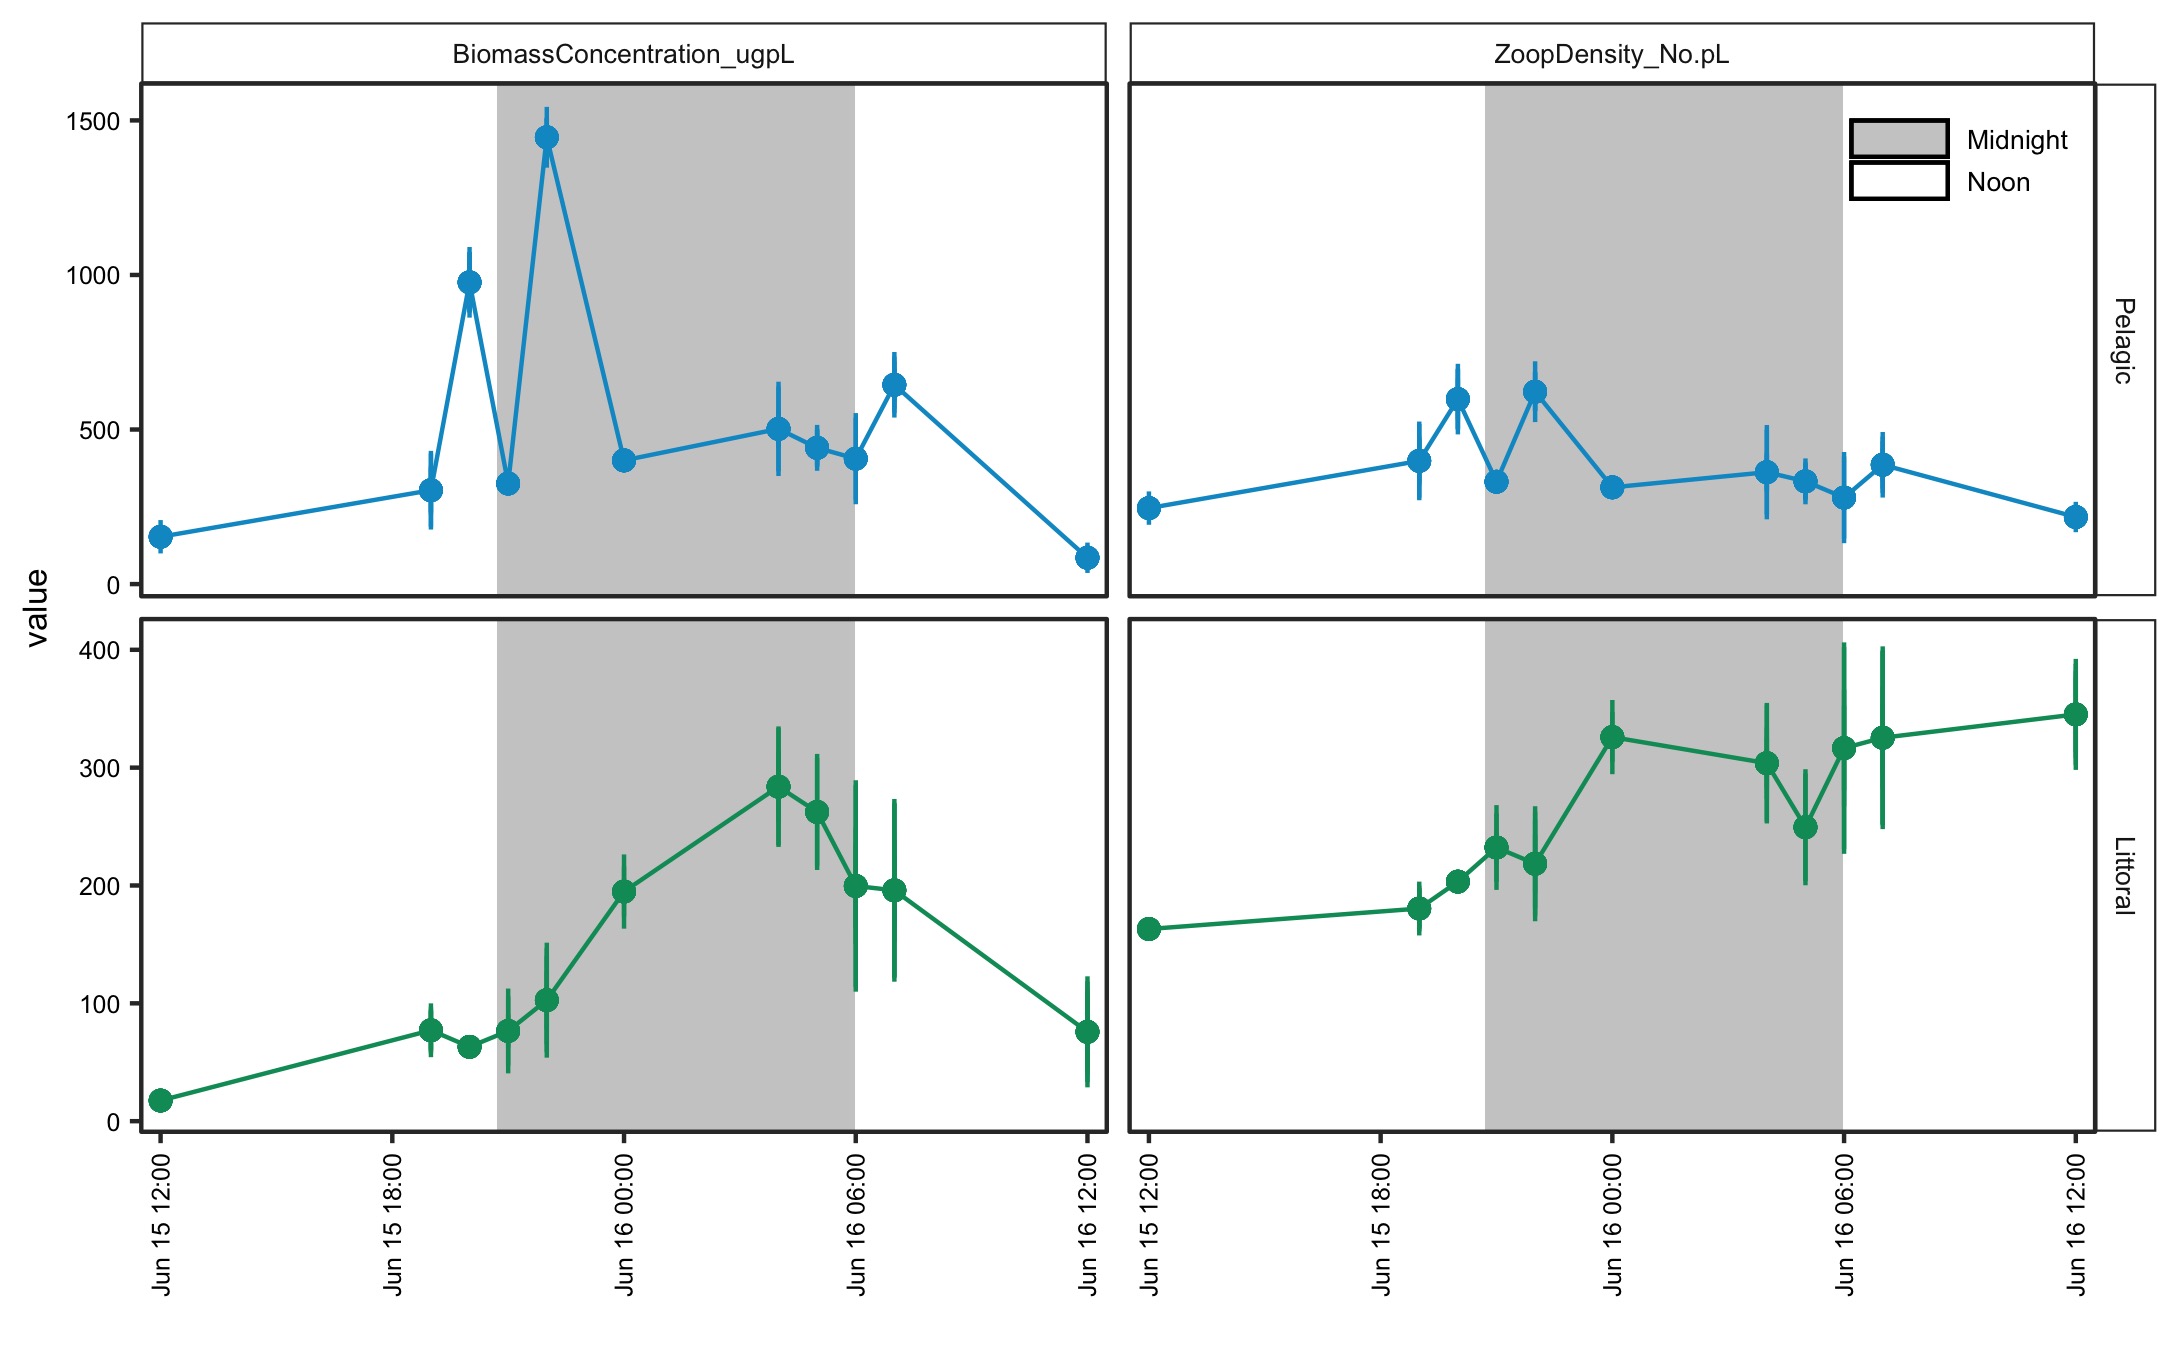 BiomassConcentration_ugpL
ZoopDensity_No.pL
1500
1000
500
0
Midnight
Noon
Pelagic
value
400
300
200
100
0
Littoral
Jun 15 12:00
Jun 15 18:00
Jun 16 00:00
Jun 16 06:00
Jun 16 12:00
Jun 15 12:00
Jun 15 18:00
Jun 16 00:00
Jun 16 06:00
Jun 16 12:00